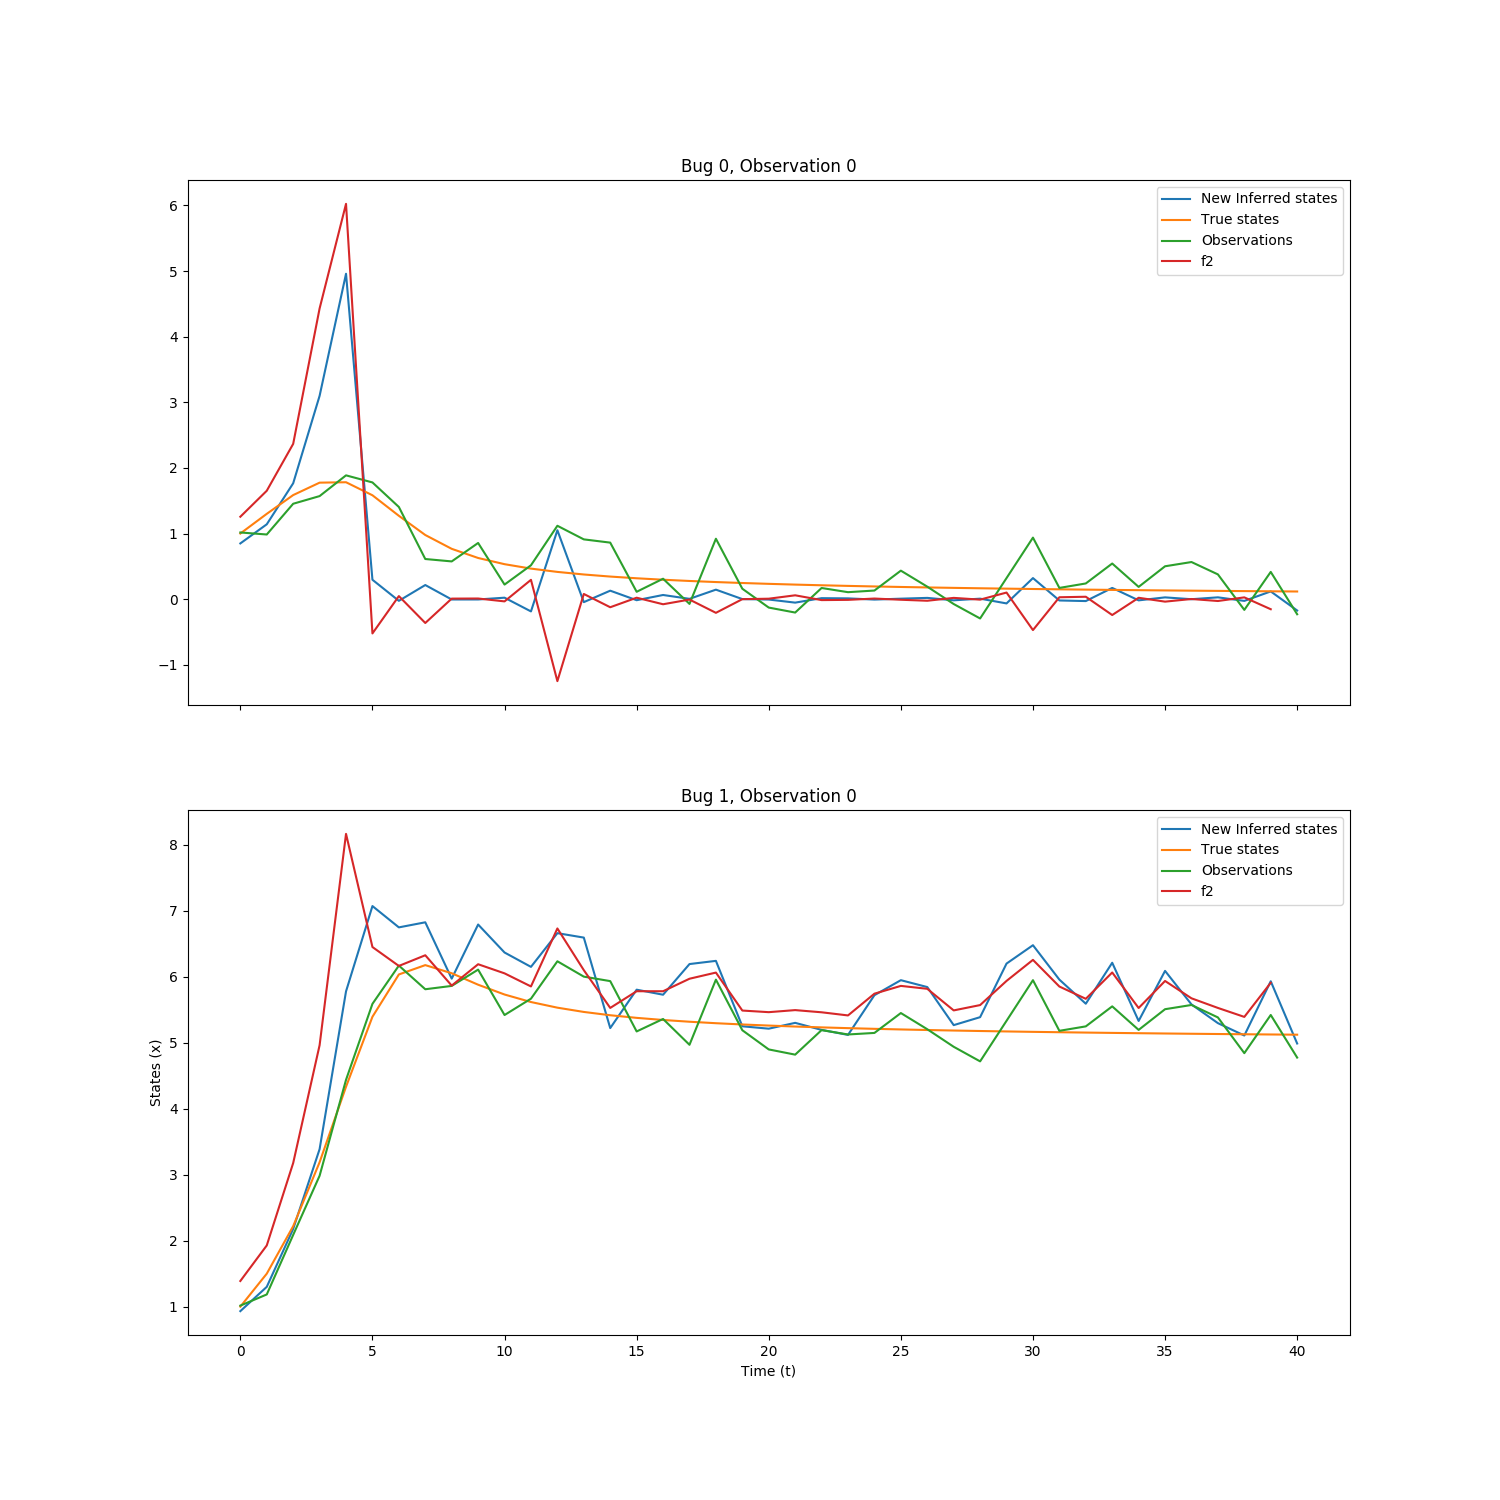 Bug 0, Observation 0
New Inferred states
True states
Observations
f2
6
5
4
3
2
1
0
−1
Bug 1, Observation 0
New Inferred states
True states
Observations
f2
8
7
6
5
4
3
2
1
States (x)
0 5 10 15 20 25 30 35 40
Time (t)